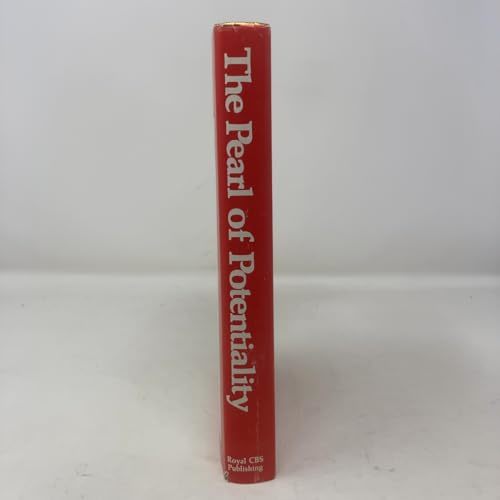 The Pearl of Potentiality
Royal CBS
Publishing